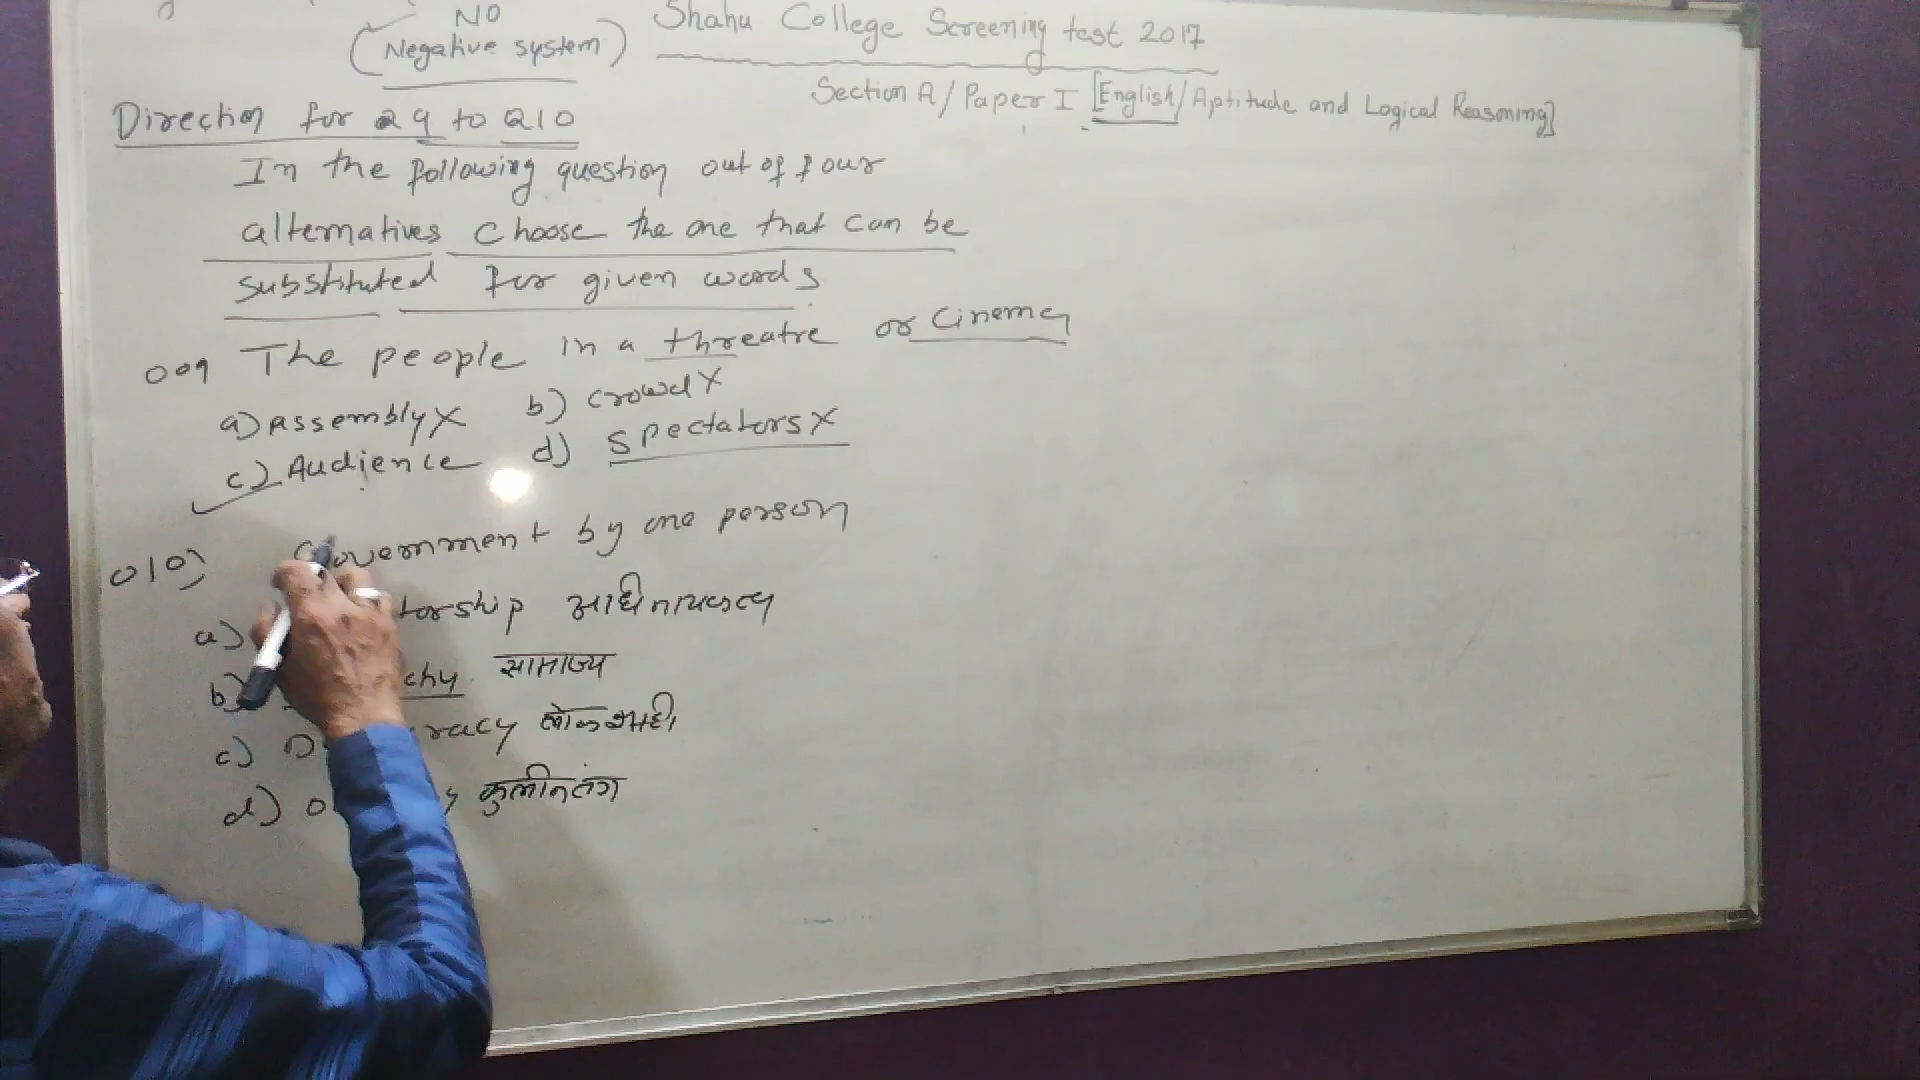 NO
(Negative system)
Shahu College Screening test 2017
Section A/Paper I [English/Aptitude and Logical Reasoning]
Direction for Q9 to Q10
In the following question out of four
alternatives choose the one that can be
substituted for given words
Q09 The people in a threatre or Cinema
a) Assembly X b) Crowd X
c) Audience d) Spectators X
Q10) Government by one person
a) torship अधिनायकत्व
b) chy साम्राज्य
c) D racy लोकशाही
d) O y कुलीनतंत्र